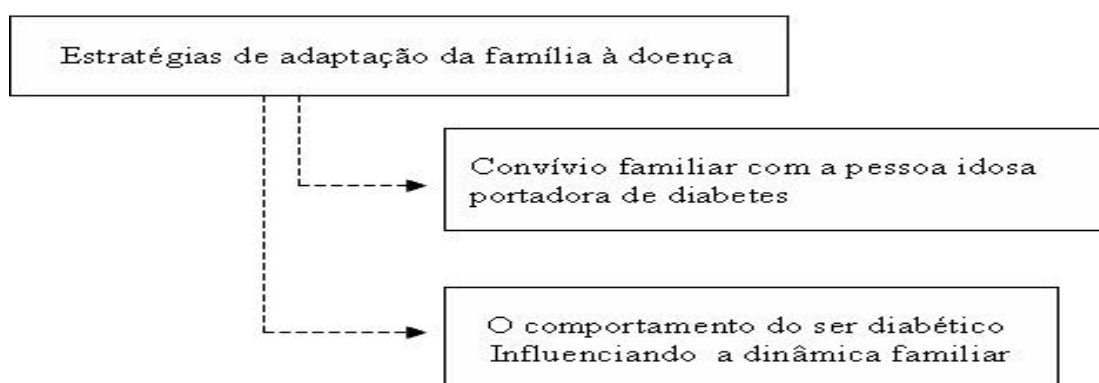 Estratégias de adaptação da família à doença
Convívio familiar com a pessoa idosa
portadora de diabetes
O comportamento do ser diabético
Influenciando a dinâmica familiar